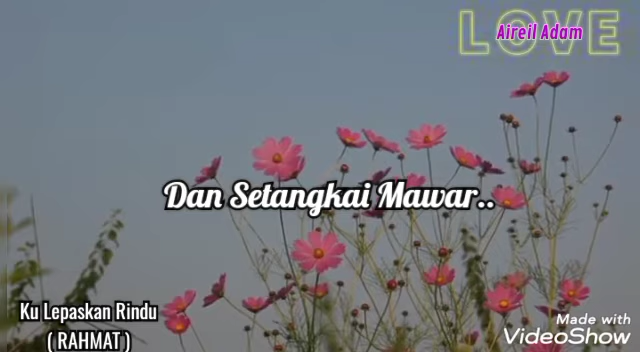 LOVE
Aireil Adam
Dan Setangkai Mawar..
Ku Lepaskan Rindu
( RAHMAT )
Made with
VideoShow